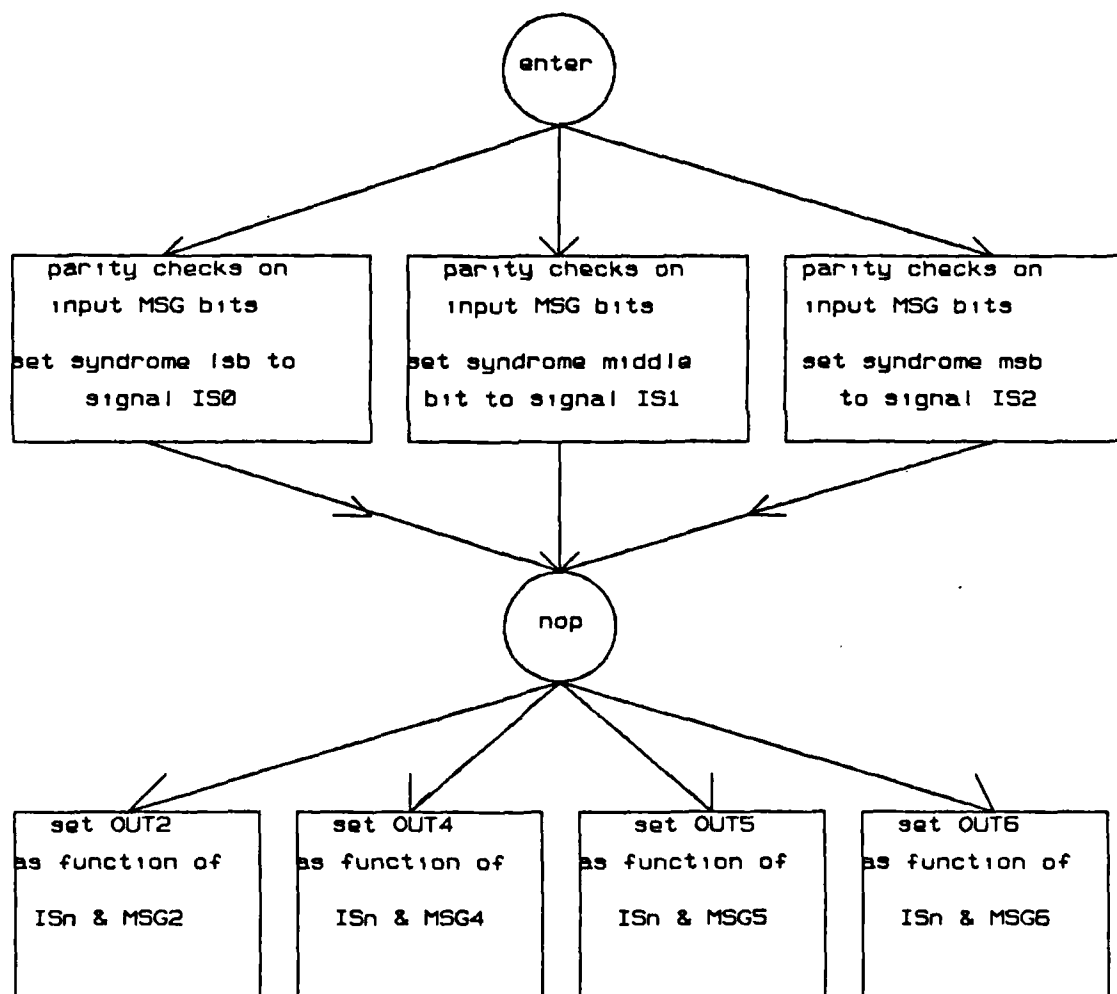 enter
parity checks on
input MSG bits
set syndrome lsb to
signal IS0
parity checks on
input MSG bits
set syndrome middle
bit to signal IS1
parity checks on
input MSG bits
set syndrome msb
to signal IS2
nop
set OUT2
as function of
ISn & MSG2
set OUT4
as function of
ISn & MSG4
set OUT5
as function of
ISn & MSG5
set OUT6
as function of
ISn & MSG6